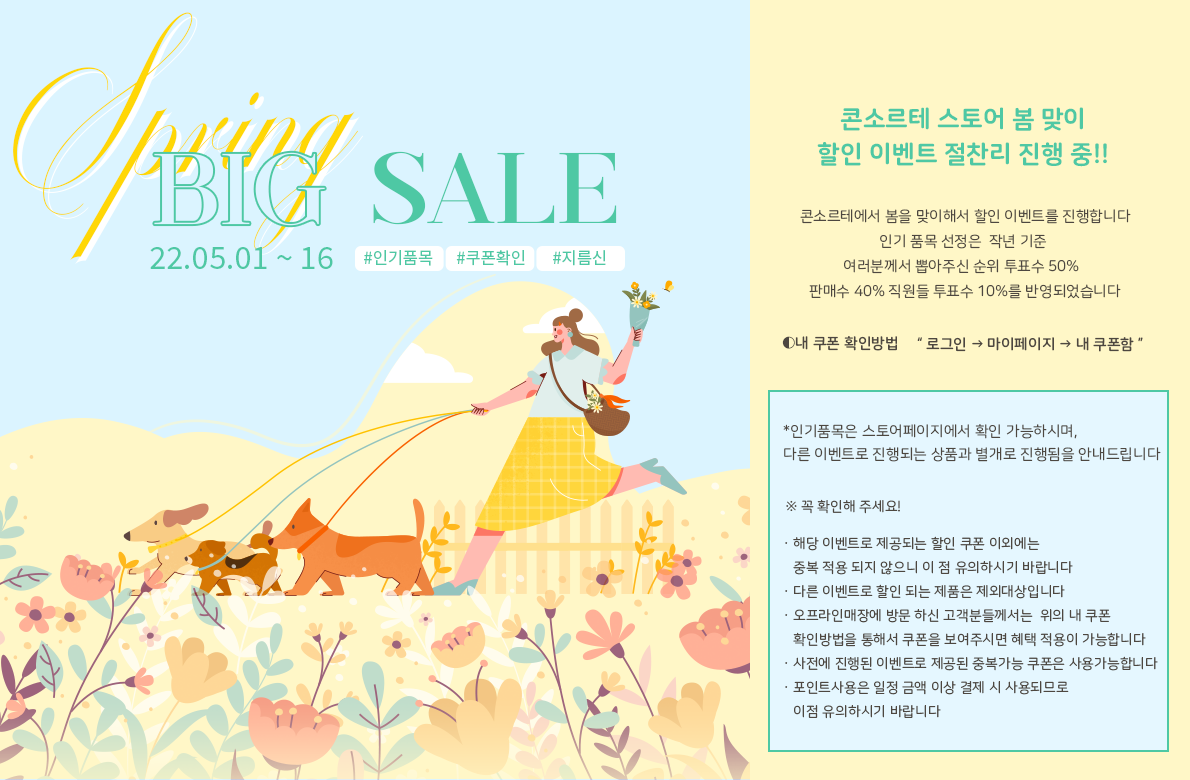 Spring
BIG SALE
22.05.01 ~ 16 #인기품목 #쿠폰확인 #지름신
콘소르테 스토어 봄 맞이
할인 이벤트 절찬리 진행 중!!
콘소르테에서 봄을 맞이해서 할인 이벤트를 진행합니다
인기 품목 선정은 작년 기준
여러분께서 뽑아주신 순위 투표수 50%
판매수 40% 직원들 투표수 10%를 반영되었습니다
◐내 쿠폰 확인방법 “ 로그인 → 마이페이지 → 내 쿠폰함 ”
*인기품목은 스토어페이지에서 확인 가능하시며,
다른 이벤트로 진행되는 상품과 별개로 진행됨을 안내드립니다
※ 꼭 확인해 주세요!
· 해당 이벤트로 제공되는 할인 쿠폰 이외에는
중복 적용 되지 않으니 이 점 유의하시기 바랍니다
· 다른 이벤트로 할인 되는 제품은 제외대상입니다
· 오프라인매장에 방문 하신 고객분들께서는 위의 내 쿠폰
확인방법을 통해서 쿠폰을 보여주시면 혜택 적용이 가능합니다
· 사전에 진행된 이벤트로 제공된 중복가능 쿠폰은 사용가능합니다
· 포인트사용은 일정 금액 이상 결제 시 사용되므로
이점 유의하시기 바랍니다